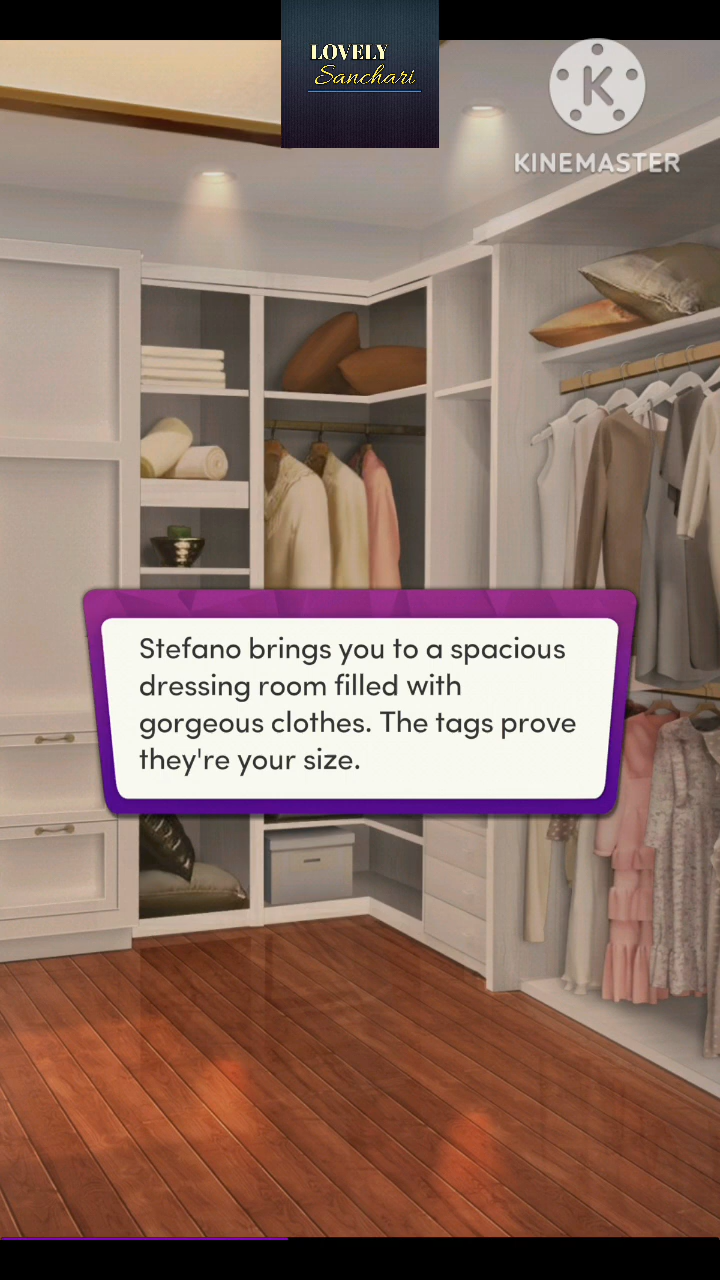 LOVELY
Sanchari
K
KINEMASTER
Stefano brings you to a spacious
dressing room filled with
gorgeous clothes. The tags prove
they're your size.